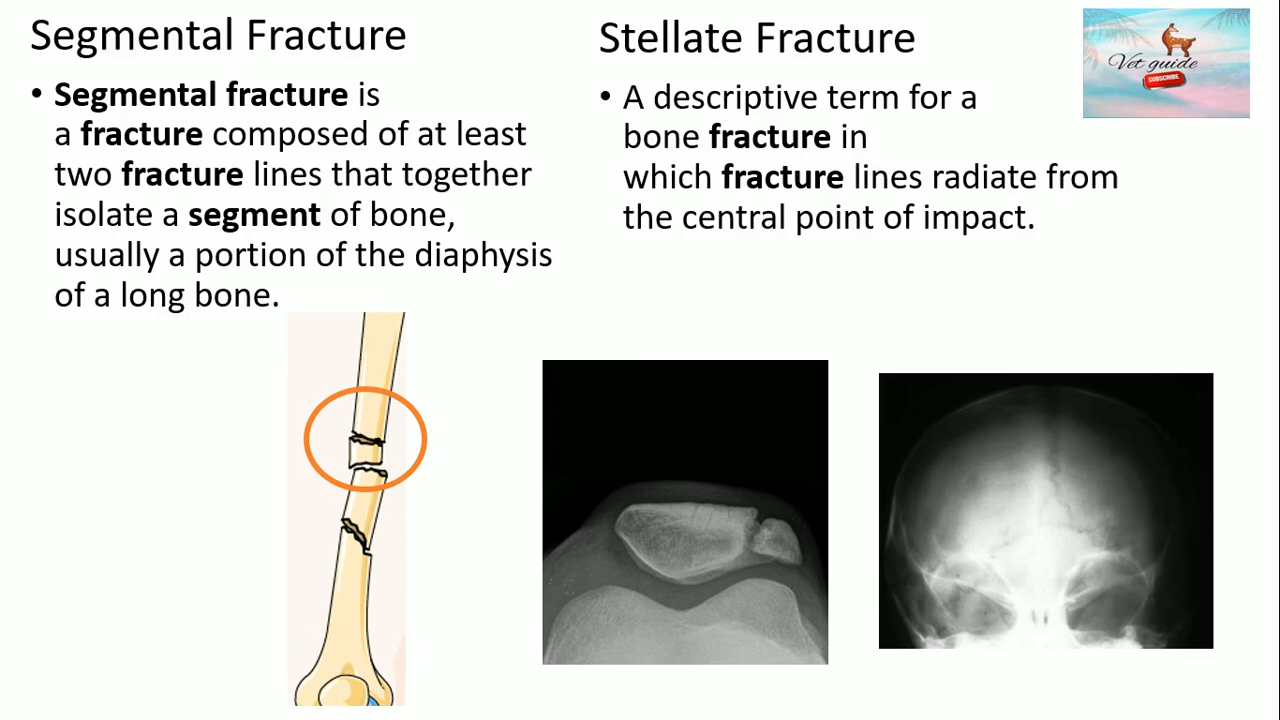 Segmental Fracture
• Segmental fracture is
a fracture composed of at least
two fracture lines that together
isolate a segment of bone,
usually a portion of the diaphysis
of a long bone.
Stellate Fracture
• A descriptive term for a
bone fracture in
which fracture lines radiate from
the central point of impact.
Vet guide
SUBSCRIBE